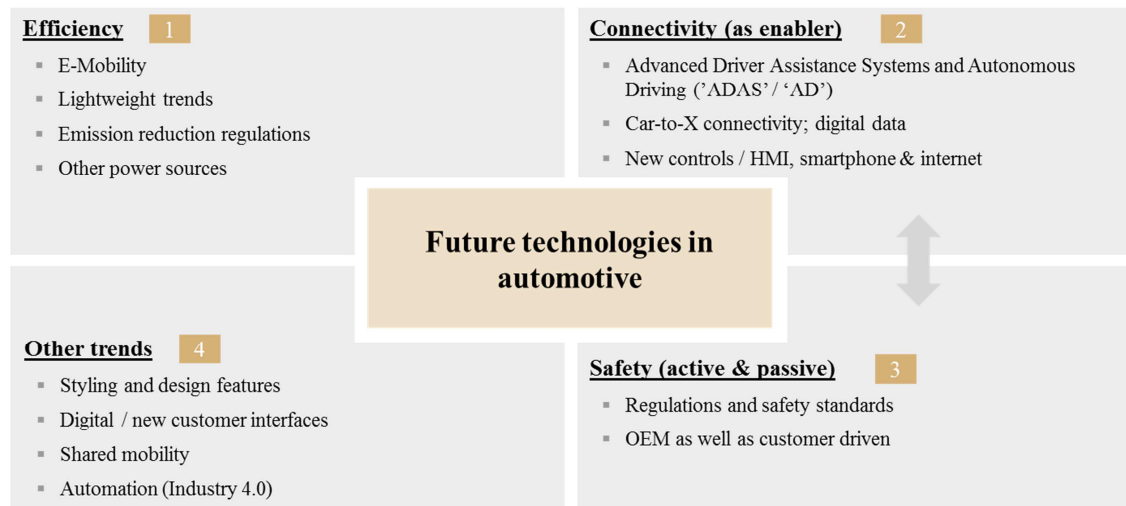 Efficiency 1
▪ E-Mobility
▪ Lightweight trends
▪ Emission reduction regulations
▪ Other power sources
Connectivity (as enabler) 2
▪ Advanced Driver Assistance Systems and Autonomous
Driving (’ADAS’ / ‘AD’)
▪ Car-to-X connectivity; digital data
▪ New controls / HMI, smartphone & internet
Future technologies in
automotive
Other trends 4
▪ Styling and design features
▪ Digital / new customer interfaces
▪ Shared mobility
▪ Automation (Industry 4.0)
Safety (active & passive) 3
▪ Regulations and safety standards
▪ OEM as well as customer driven